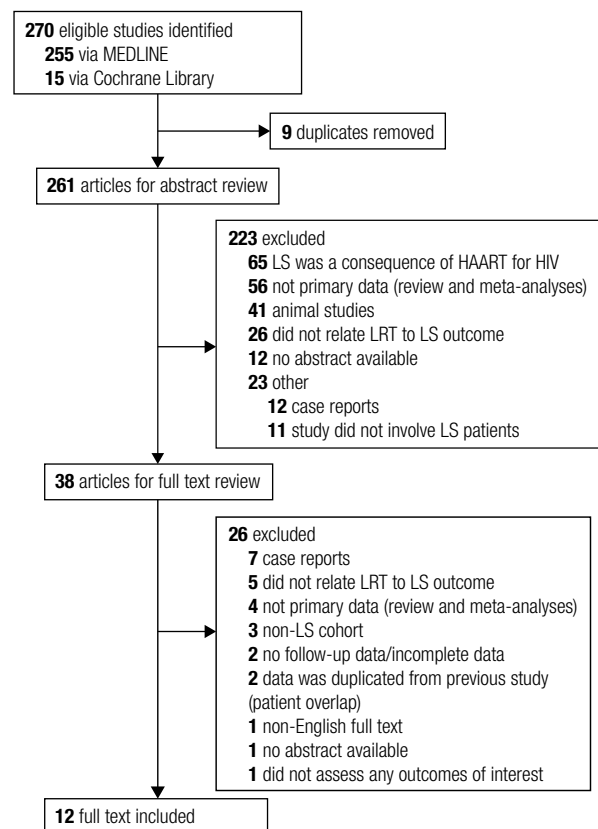 270 eligible studies identified
255 via MEDLINE
15 via Cochrane Library
9 duplicates removed
261 articles for abstract review
223 excluded
65 LS was a consequence of HAART for HIV
56 not primary data (review and meta-analyses)
41 animal studies
26 did not relate LRT to LS outcome
12 no abstract available
23 other
12 case reports
11 study did not involve LS patients
38 articles for full text review
26 excluded
7 case reports
5 did not relate LRT to LS outcome
4 not primary data (review and meta-analyses)
3 non-LS cohort
2 no follow-up data/incomplete data
2 data was duplicated from previous study
(patient overlap)
1 non-English full text
1 no abstract available
1 did not assess any outcomes of interest
12 full text included